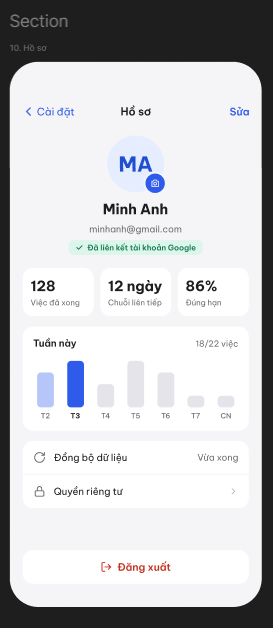 Section
10. Hồ sơ
Cài đặt
Hồ sơ
Sửa
MA
Minh Anh
minhanh@gmail.com
Đã liên kết tài khoản Google
128
12 ngày
86%
Việc đã xong
Chuỗi liên tiếp
Đúng hạn
Tuần này
18/22 việc
T2
T3
T4
T5
T6
T7
CN
Đồng bộ dữ liệu
Vừa xong
Quyền riêng tư
Đăng xuất